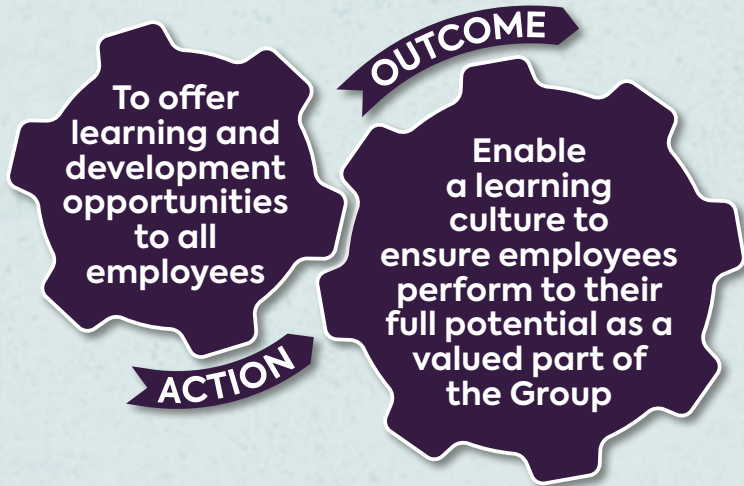 To offer
learning and
development
opportunities
to all
employees
ACTION
OUTCOME
Enable
a learning
culture to
ensure employees
perform to their
full potential as a
valued part of
the Group